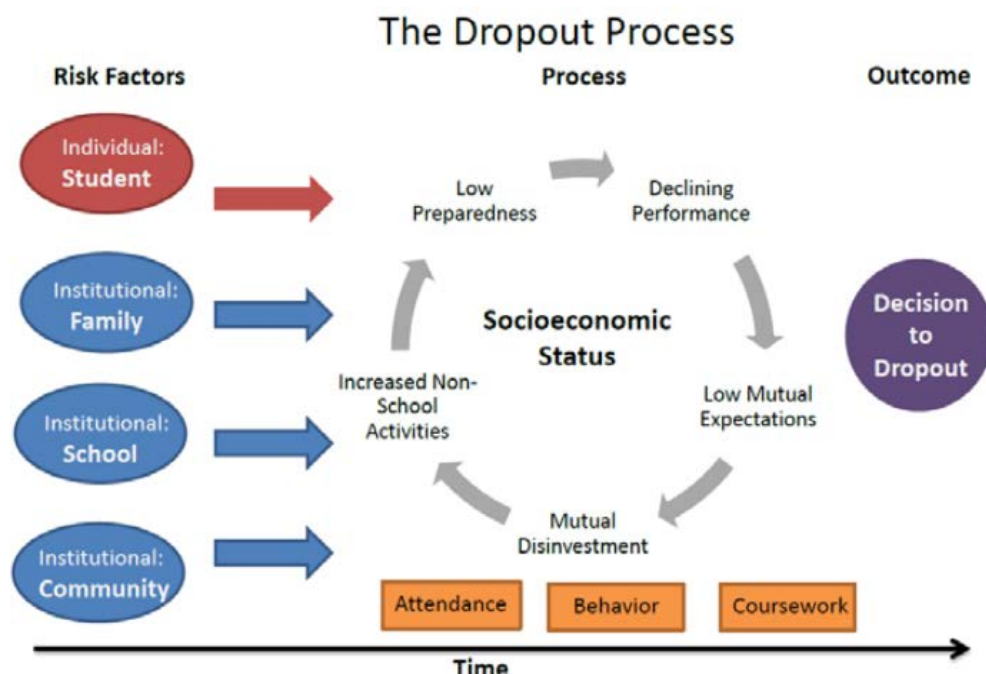 The Dropout Process
Risk Factors
Process
Outcome
Individual:
Student
Institutional:
Family
Institutional:
School
Institutional:
Community
Low
Preparedness
Declining
Performance
Socioeconomic
Status
Increased Non-
School
Activities
Low Mutual
Expectations
Mutual
Disinvestment
Decision
to
Dropout
Attendance
Behavior
Coursework
Time